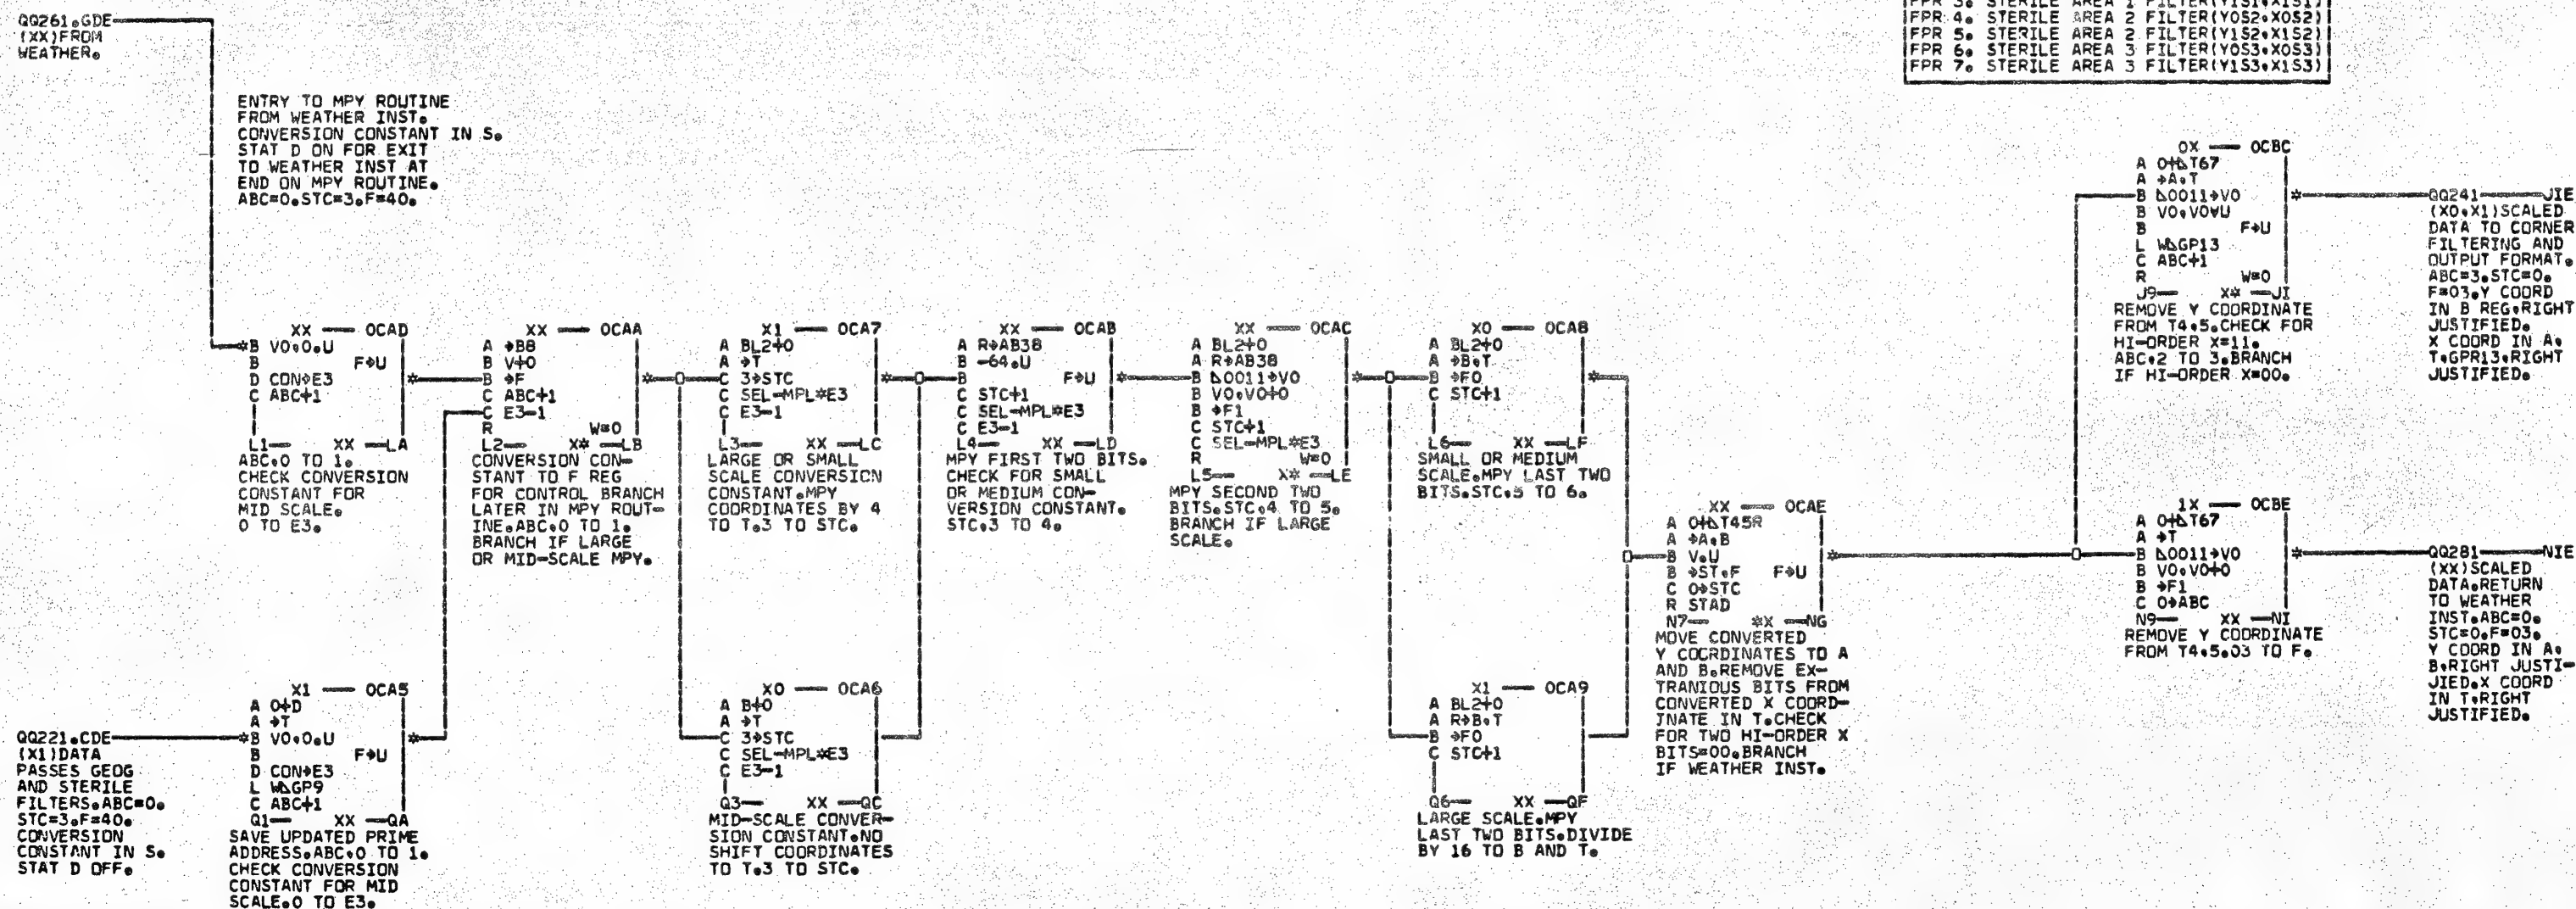 QQ261.GDE
(XX)FROM
WEATHER.
FPR 3. STERILE AREA 1 FILTER(Y1S1,X1S1)
FPR 4. STERILE AREA 2 FILTER(Y0S2,X0S2)
FPR 5. STERILE AREA 2 FILTER(Y1S2,X1S2)
FPR 6. STERILE AREA 3 FILTER(Y0S3,X0S3)
FPR 7. STERILE AREA 3 FILTER(Y1S3,X1S3)
ENTRY TO MPY ROUTINE
FROM WEATHER INST.
CONVERSION CONSTANT IN S.
STAT D ON FOR EXIT
TO WEATHER INST AT
END ON MPY ROUTINE.
ABC=0.STC=3.F=40.
XX — OCAD
*B V0,0.U
B F→U
D CON→E3
C ABC+1
L1— XX —LA
ABC,0 TO 1.
CHECK CONVERSION
CONSTANT FOR
MID SCALE.
0 TO E3.
XX — OCAA
A →BB
B V+0
B →F
C ABC+1
C E3-1
R W=0
L2— X* —LB
CONVERSION CON-
STANT TO F REG
FOR CONTROL BRANCH
LATER IN MPY ROUT-
INE.ABC,0 TO 1.
BRANCH IF LARGE
OR MID-SCALE MPY.
X1 — OCA7
A BL2+0
A →T
C 3→STC
C SEL-MPL*E3
C E3-1
L3— XX —LC
LARGE OR SMALL
SCALE CONVERSION
CONSTANT.MPY
COORDINATES BY 4
TO T.3 TO STC.
XX — OCAB
A R→AB38
B -64.U
B F→U
C STC+1
C SEL-MPL*E3
C E3-1
L4— XX —LD
MPY FIRST TWO BITS.
CHECK FOR SMALL
OR MEDIUM CON-
VERSION CONSTANT.
STC,3 TO 4.
XX — OCAC
A BL2+0
A R→AB38
B ᐃ0011→V0
B V0,V0+0
B →F1
C STC+1
C SEL-MPL*E3
R W=0
L5— X* —LE
MPY SECOND TWO
BITS.STC,4 TO 5.
BRANCH IF LARGE
SCALE.
X0 — OCA8
A BL2+0
A →B,T
B →F0
C STC+1
L6— XX —LF
SMALL OR MEDIUM
SCALE.MPY LAST TWO
BITS.STC,5 TO 6.
XX — OCAE
A 0+ᐃT45R
A →A,B
B V.U
B →ST,F F→U
C 0→STC
R STAD
N7— *X —NG
MOVE CONVERTED
Y COORDINATES TO A
AND B.REMOVE EX-
TRANIOUS BITS FROM
CONVERTED X COORD-
INATE IN T.CHECK
FOR TWO HI-ORDER X
BITS=00.BRANCH
IF WEATHER INST.
0X — OCBC
A 0+ᐃT67
A →A,T
B ᐃ0011→V0
B V0,V0∀U
B F→U
L WᐃGP13
C ABC+1
R W=0
J9— X* —JI
REMOVE Y COORDINATE
FROM T4,5.CHECK FOR
HI-ORDER X=11.
ABC,2 TO 3.BRANCH
IF HI-ORDER X=00.
QQ241——JIE
(X0,X1)SCALED
DATA TO CORNER
FILTERING AND
OUTPUT FORMAT.
ABC=3.STC=0.
F=03.Y COORD
IN B REG,RIGHT
JUSTIFIED.
X COORD IN A,
T,GPR13,RIGHT
JUSTIFIED.
1X — OCBE
A 0+ᐃT67
A →T
B ᐃ0011→V0
B V0,V0+0
B →F1
C 0→ABC
N9— XX —NI
REMOVE Y COORDINATE
FROM T4,5.03 TO F.
QQ281——NIE
(XX)SCALED
DATA.RETURN
TO WEATHER
INST.ABC=0.
STC=0.F=03.
Y COORD IN A,
B,RIGHT JUSTI-
JIED.X COORD
IN T,RIGHT
JUSTIFIED.
QQ221.CDE
(X1)DATA
PASSES GEOG
AND STERILE
FILTERS.ABC=0.
STC=3.F=40.
CONVERSION
CONSTANT IN S.
STAT D OFF.
X1 — OCA5
A 0+D
A →T
*B V0,0.U
B F→U
D CON→E3
L WᐃGP9
C ABC+1
Q1— XX —QA
SAVE UPDATED PRIME
ADDRESS.ABC,0 TO 1.
CHECK CONVERSION
CONSTANT FOR MID
SCALE.0 TO E3.
X0 — OCA6
A B+0
A →T
C 3→STC
C SEL-MPL*E3
C E3-1
Q3— XX —QC
MID-SCALE CONVER-
SION CONSTANT.NO
SHIFT COORDINATES
TO T.3 TO STC.
X1 — OCA9
A BL2+0
A R→B,T
B →F0
C STC+1
Q6— XX —QF
LARGE SCALE.MPY
LAST TWO BITS.DIVIDE
BY 16 TO B AND T.